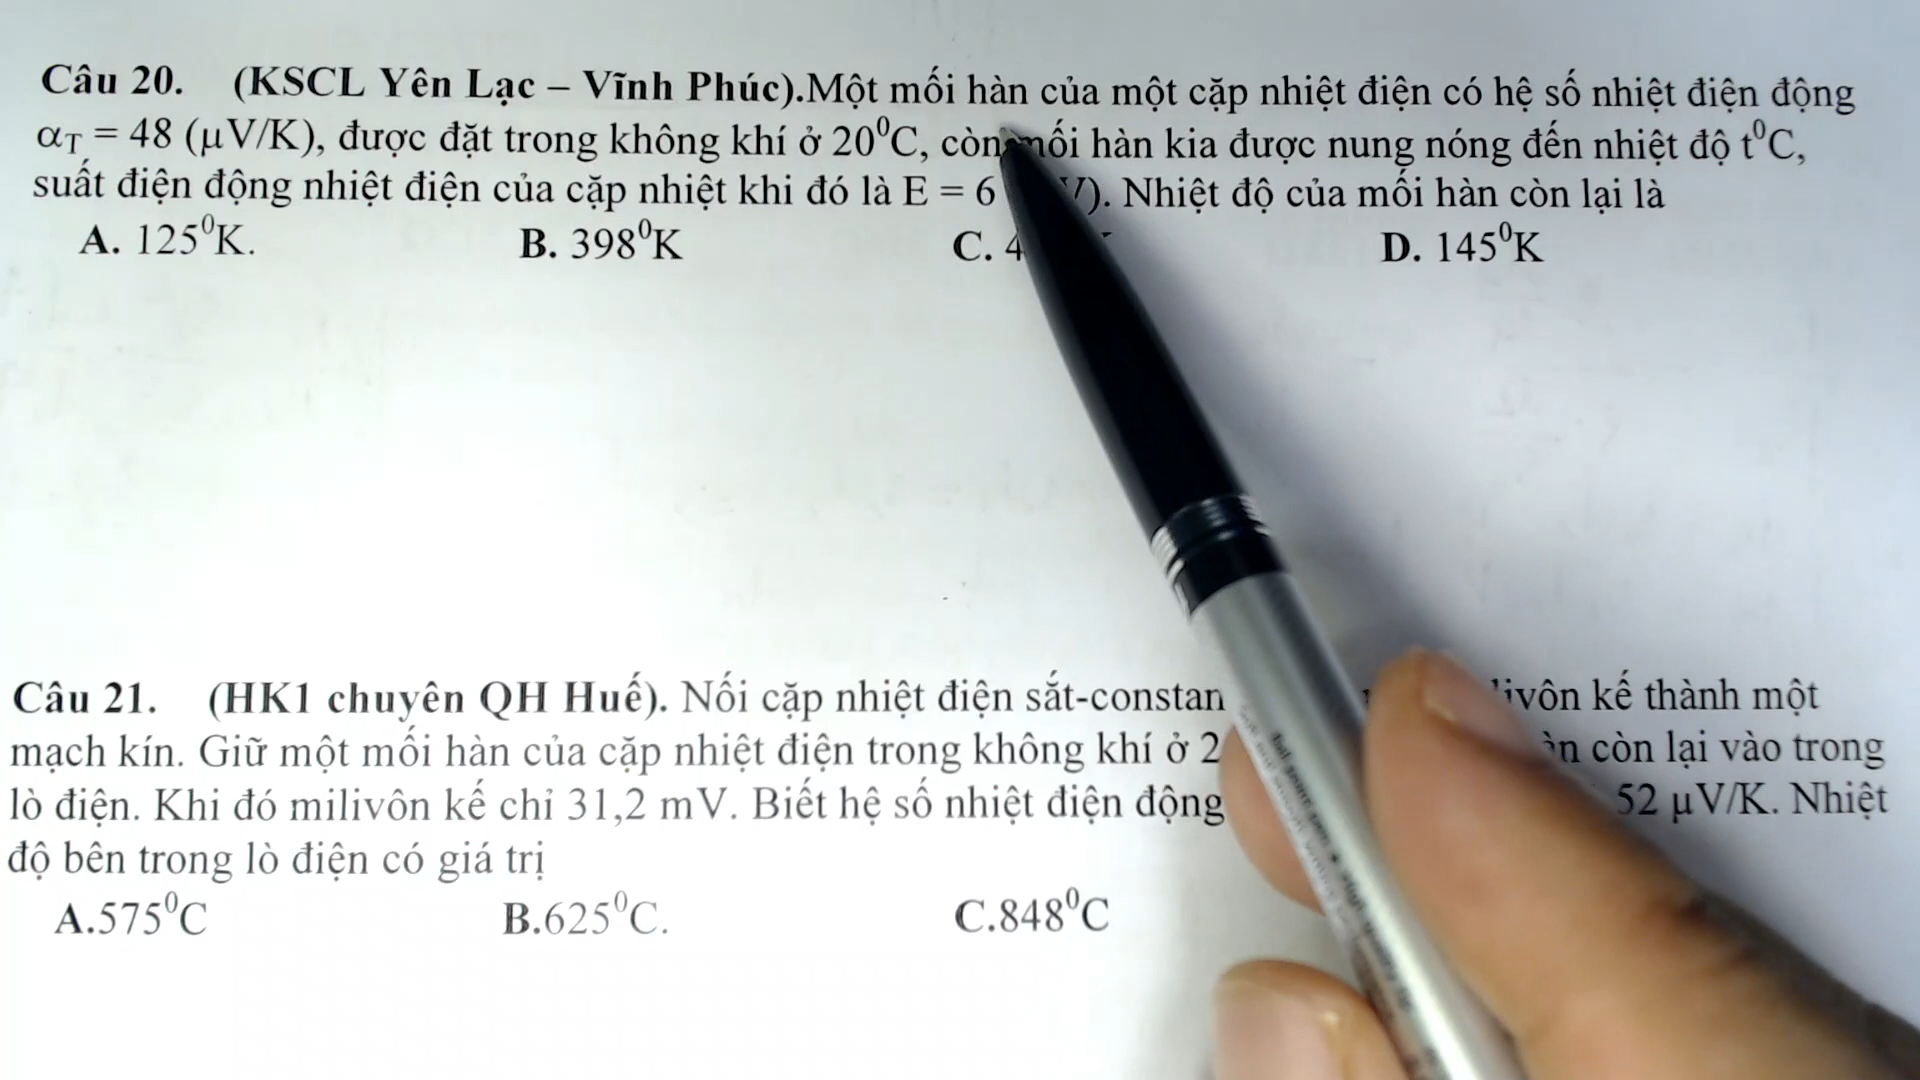 Câu 20. (KSCL Yên Lạc – Vĩnh Phúc).Một mối hàn của một cặp nhiệt điện có hệ số nhiệt điện động
αT = 48 (μV/K), được đặt trong không khí ở 20⁰C, còn mối hàn kia được nung nóng đến nhiệt độ t⁰C,
suất điện động nhiệt điện của cặp nhiệt khi đó là E = 6 V). Nhiệt độ của mối hàn còn lại là
A. 125⁰K. B. 398⁰K C. 4 D. 145⁰K
Câu 21. (HK1 chuyên QH Huế). Nối cặp nhiệt điện sắt-constan livôn kế thành một
mạch kín. Giữ một mối hàn của cặp nhiệt điện trong không khí ở 2 còn lại vào trong
lò điện. Khi đó milivôn kế chỉ 31,2 mV. Biết hệ số nhiệt điện động 52 μV/K. Nhiệt
độ bên trong lò điện có giá trị
A.575⁰C B.625⁰C. C.848⁰C